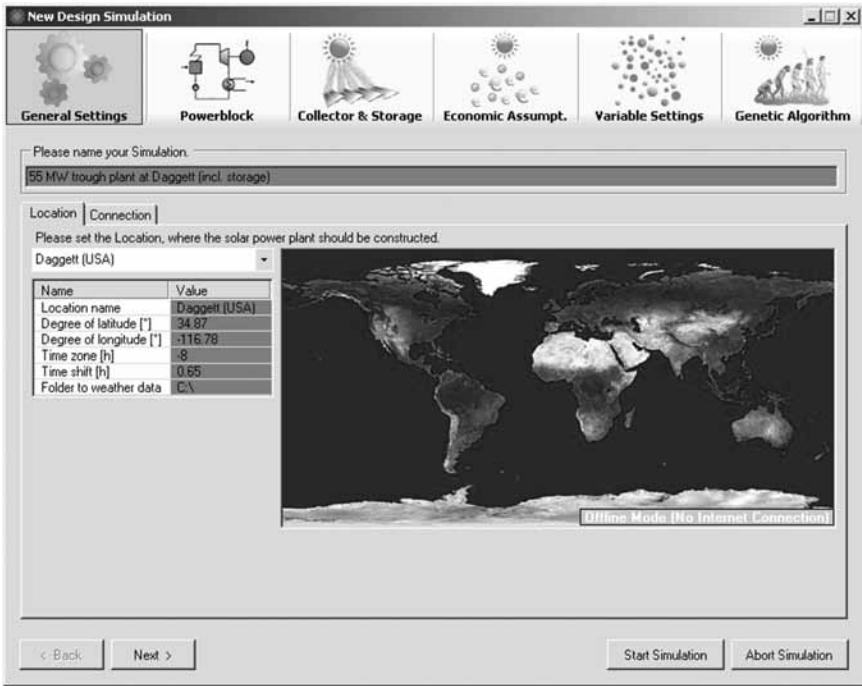 New Design Simulation
General Settings
Powerblock
Collector & Storage
Economic Assumpt.
Variable Settings
Genetic Algorithm
Please name your Simulation.
55 MW trough plant at Daggett (incl. storage)
Location
Connection
Please set the Location, where the solar power plant should be constructed.
Daggett (USA)
Name Value
Location name Daggett (USA)
Degree of latitude [°] 34.87
Degree of longitude [°] -116.78
Time zone [h] -8
Time shift [h] 0.65
Folder to weather data C:\
Offline Mode (No Internet Connection)
< Back
Next >
Start Simulation
Abort Simulation